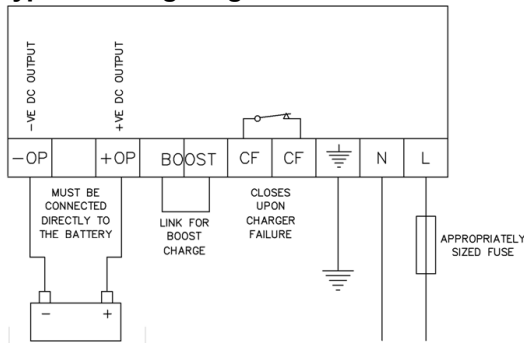 -VE DC OUTPUT
+VE DC OUTPUT
-OP
+OP
BOOST
CF
CF
N
L
MUST BE
CONNECTED
DIRECTLY TO
THE BATTERY
LINK FOR
BOOST
CHARGE
CLOSES
UPON
CHARGER
FAILURE
APPROPRIATELY
SIZED FUSE
-
+